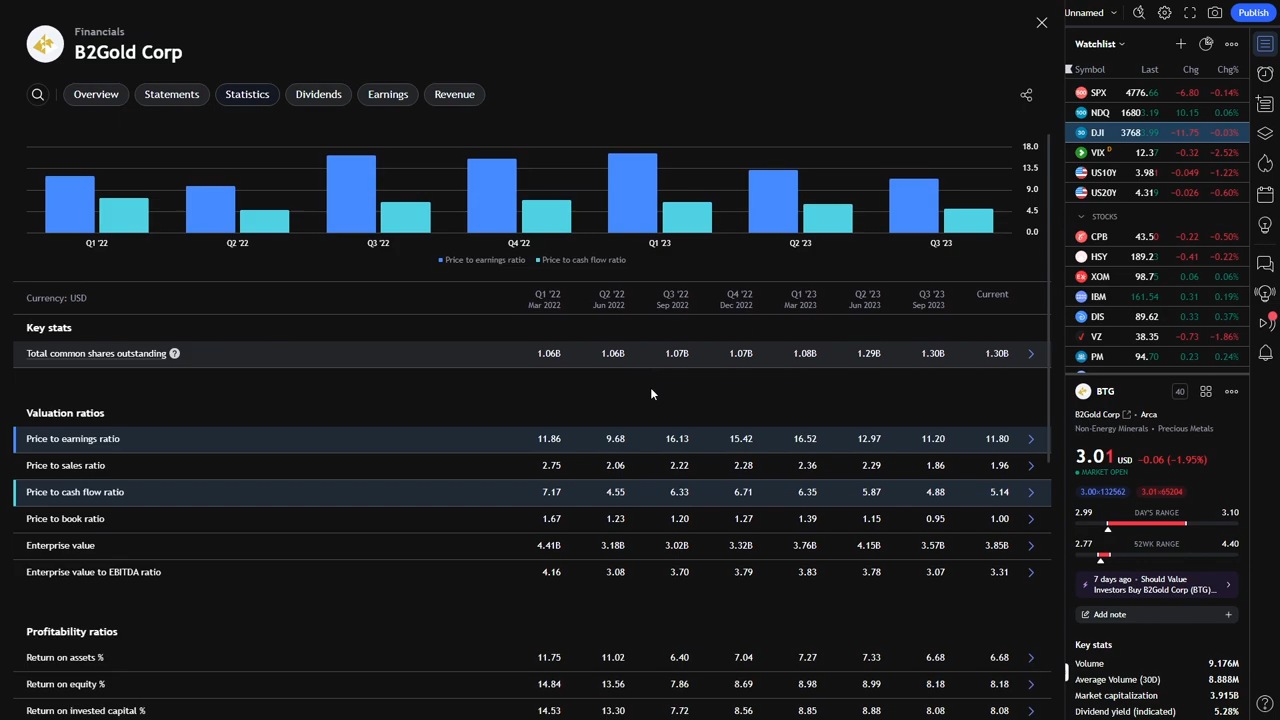 Financials
B2Gold Corp
Overview
Statements
Statistics
Dividends
Earnings
Revenue
18.0
13.5
9.0
4.5
0.0
Q1 '22 Q2 '22 Q3 '22 Q4 '22 Q1 '23 Q2 '23 Q3 '23
Price to earnings ratio Price to cash flow ratio
Currency: USD Q1 '22 Q2 '22 Q3 '22 Q4 '22 Q1 '23 Q2 '23 Q3 '23 Current
Mar 2022 Jun 2022 Sep 2022 Dec 2022 Mar 2023 Jun 2023 Sep 2023
Key stats
Total common shares outstanding ? 1.06B 1.06B 1.07B 1.07B 1.08B 1.29B 1.30B 1.30B
Valuation ratios
Price to earnings ratio 11.86 9.68 16.13 15.42 16.52 12.97 11.20 11.80
Price to sales ratio 2.75 2.06 2.22 2.28 2.36 2.29 1.86 1.96
Price to cash flow ratio 7.17 4.55 6.33 6.71 6.35 5.87 4.88 5.14
Price to book ratio 1.67 1.23 1.20 1.27 1.39 1.15 0.95 1.00
Enterprise value 4.41B 3.18B 3.02B 3.32B 3.76B 4.15B 3.57B 3.85B
Enterprise value to EBITDA ratio 4.16 3.08 3.70 3.79 3.83 3.78 3.07 3.31
Profitability ratios
Return on assets % 11.75 11.02 6.40 7.04 7.27 7.33 6.68 6.68
Return on equity % 14.84 13.56 7.86 8.69 8.98 8.99 8.18 8.18
Return on invested capital % 14.53 13.30 7.72 8.56 8.85 8.88 8.08 8.08
Unnamed
Publish
Watchlist
Symbol Last Chg Chg%
SPX 4776.66 −6.80 −0.14%
NDQ 16803.19 10.15 0.06%
DJI 37683.99 −11.75 −0.03%
VIX D 12.37 −0.32 −2.52%
US10Y 3.981 −0.049 −1.22%
US20Y 4.319 −0.026 −0.60%
STOCKS
CPB 43.50 −0.22 −0.50%
HSY 189.23 −0.41 −0.22%
XOM 98.75 0.06 0.06%
IBM 161.54 0.31 0.19%
DIS 89.62 0.33 0.37%
VZ 38.35 −0.73 −1.86%
PM 94.70 0.23 0.24%
BTG 40
B2Gold Corp • Arca
Non-Energy Minerals • Precious Metals
3.01 USD −0.06 (−1.95%)
MARKET OPEN
3.00×132562 3.01×65204
2.99 DAY'S RANGE 3.10
2.77 52WK RANGE 4.40
7 days ago • Should Value
Investors Buy B2Gold Corp (BTG)...
Add note
Key stats
Volume 9.176M
Average Volume (30D) 8.888M
Market capitalization 3.915B
Dividend yield (indicated) 5.28%